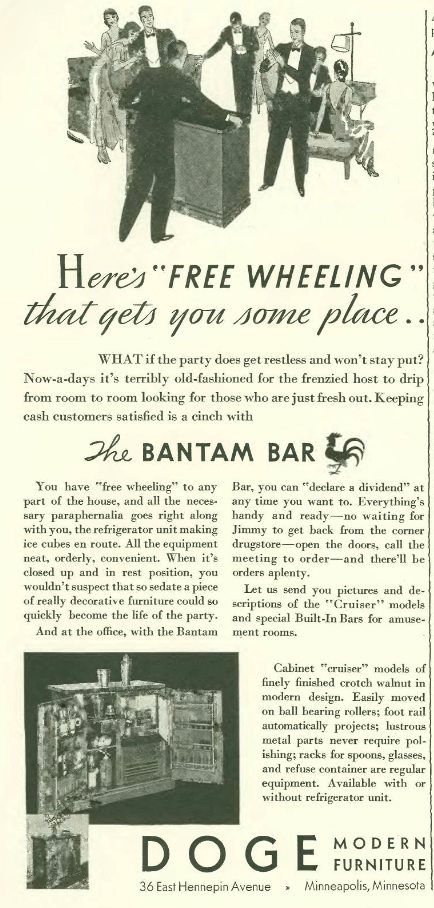 Here's "FREE WHEELING"
that gets you some place . .
WHAT if the party does get restless and won't stay put?
Now-a-days it's terribly old-fashioned for the frenzied host to drip
from room to room looking for those who are just fresh out. Keeping
cash customers satisfied is a cinch with
The BANTAM BAR
You have "free wheeling" to any
part of the house, and all the neces-
sary paraphernalia goes right along
with you, the refrigerator unit making
ice cubes en route. All the equipment
neat, orderly, convenient. When it's
closed up and in rest position, you
wouldn't suspect that so sedate a piece
of really decorative furniture could so
quickly become the life of the party.
And at the office, with the Bantam
Bar, you can "declare a dividend" at
any time you want to. Everything's
handy and ready—no waiting for
Jimmy to get back from the corner
drugstore—open the doors, call the
meeting to order—and there'll be
orders aplenty.
Let us send you pictures and de-
scriptions of the "Cruiser" models
and special Built-In Bars for amuse-
ment rooms.
Cabinet "cruiser" models of
finely finished crotch walnut in
modern design. Easily moved
on ball bearing rollers; foot rail
automatically projects; lustrous
metal parts never require pol-
ishing; racks for spoons, glasses,
and refuse container are regular
equipment. Available with or
without refrigerator unit.
DOGE MODERN
FURNITURE
36 East Hennepin Avenue » Minneapolis, Minnesota